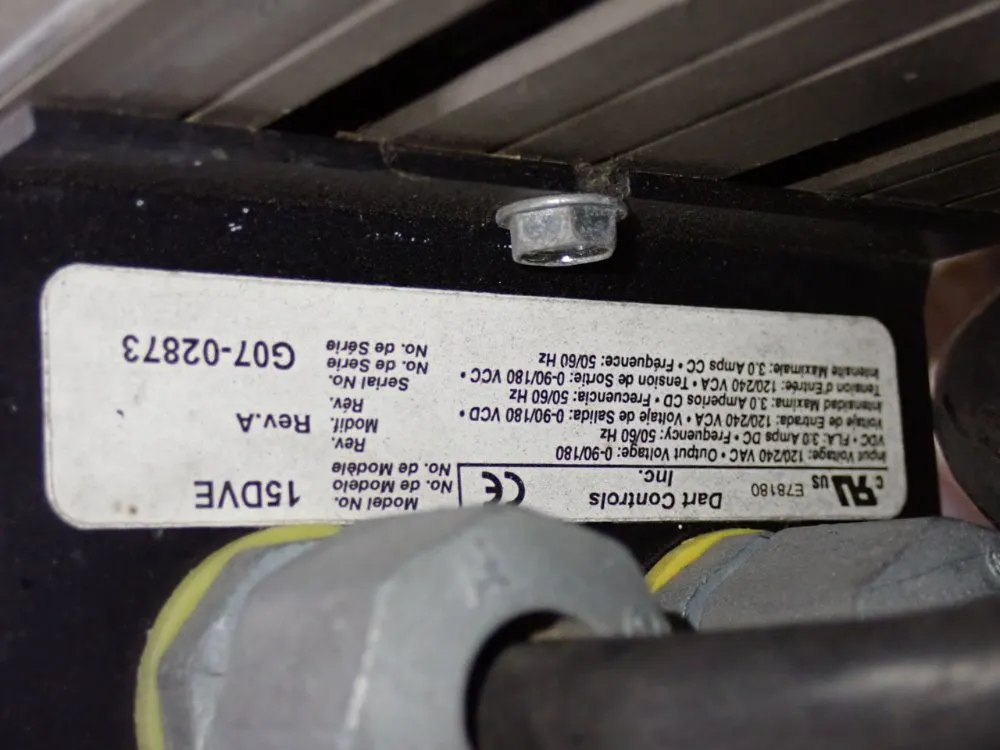 c UR US
E78180
Dart Controls
Inc.
CE
Input Voltage: 120/240 VAC • Output Voltage: 0-90/180
VDC • FLA: 3.0 Amps DC • Frequency: 50/60 Hz
Voltaje de Entrada: 120/240 VCA • Voltaje de Salida: 0-90/180 VCD •
Intensidad Maxima: 3.0 Amperios CD • Frecuencia: 50/60 Hz
Tension d'Entrée: 120/240 VCA • Tension de Sortie: 0-90/180 VCC •
Intensité Maximale: 3.0 Amps CC • Fréquence: 50/60 Hz
Model No.
No. de Modelo
No. de Modèle
15DVE
Rev.
Modif.
Rév.
Rev.A
Serial No.
No. de Serie
No. de Série
G07-02873